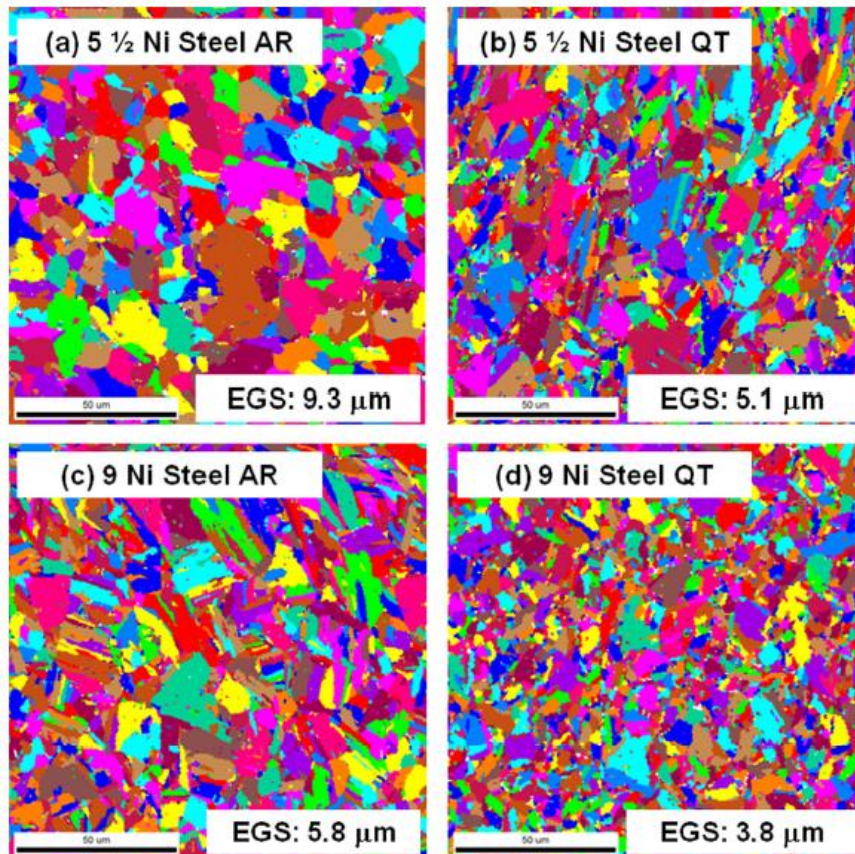 (a) 5 ½ Ni Steel AR
(b) 5 ½ Ni Steel QT
50 um
EGS: 9.3 μm
50 um
EGS: 5.1 μm
(c) 9 Ni Steel AR
(d) 9 Ni Steel QT
50 um
EGS: 5.8 μm
50 um
EGS: 3.8 μm